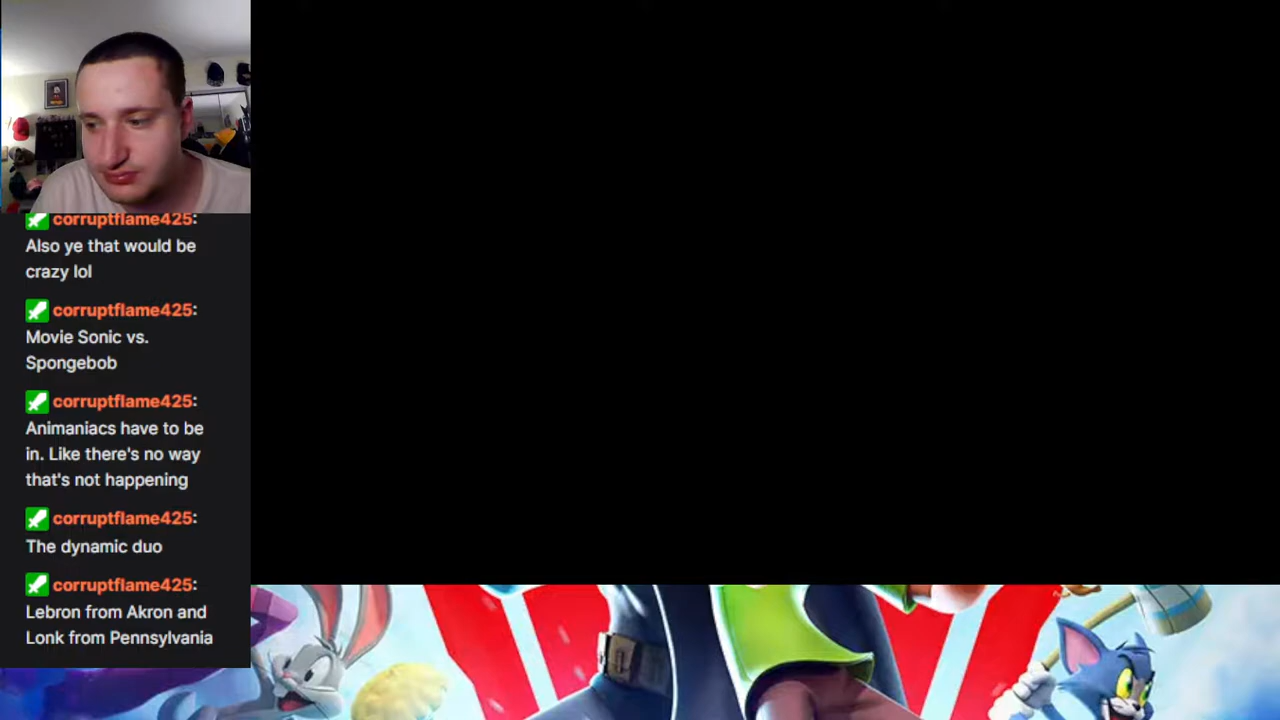 corruptflame425:
Also ye that would be
crazy lol
corruptflame425:
Movie Sonic vs.
Spongebob
corruptflame425:
Animaniacs have to be
in. Like there's no way
that's not happening
corruptflame425:
The dynamic duo
corruptflame425:
Lebron from Akron and
Lonk from Pennsylvania